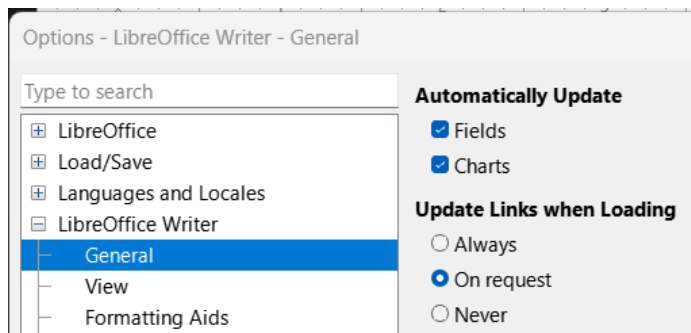 Options - LibreOffice Writer - General
Type to search
LibreOffice
Load/Save
Languages and Locales
LibreOffice Writer
General
View
Formatting Aids
Automatically Update
Fields
Charts
Update Links when Loading
Always
On request
Never